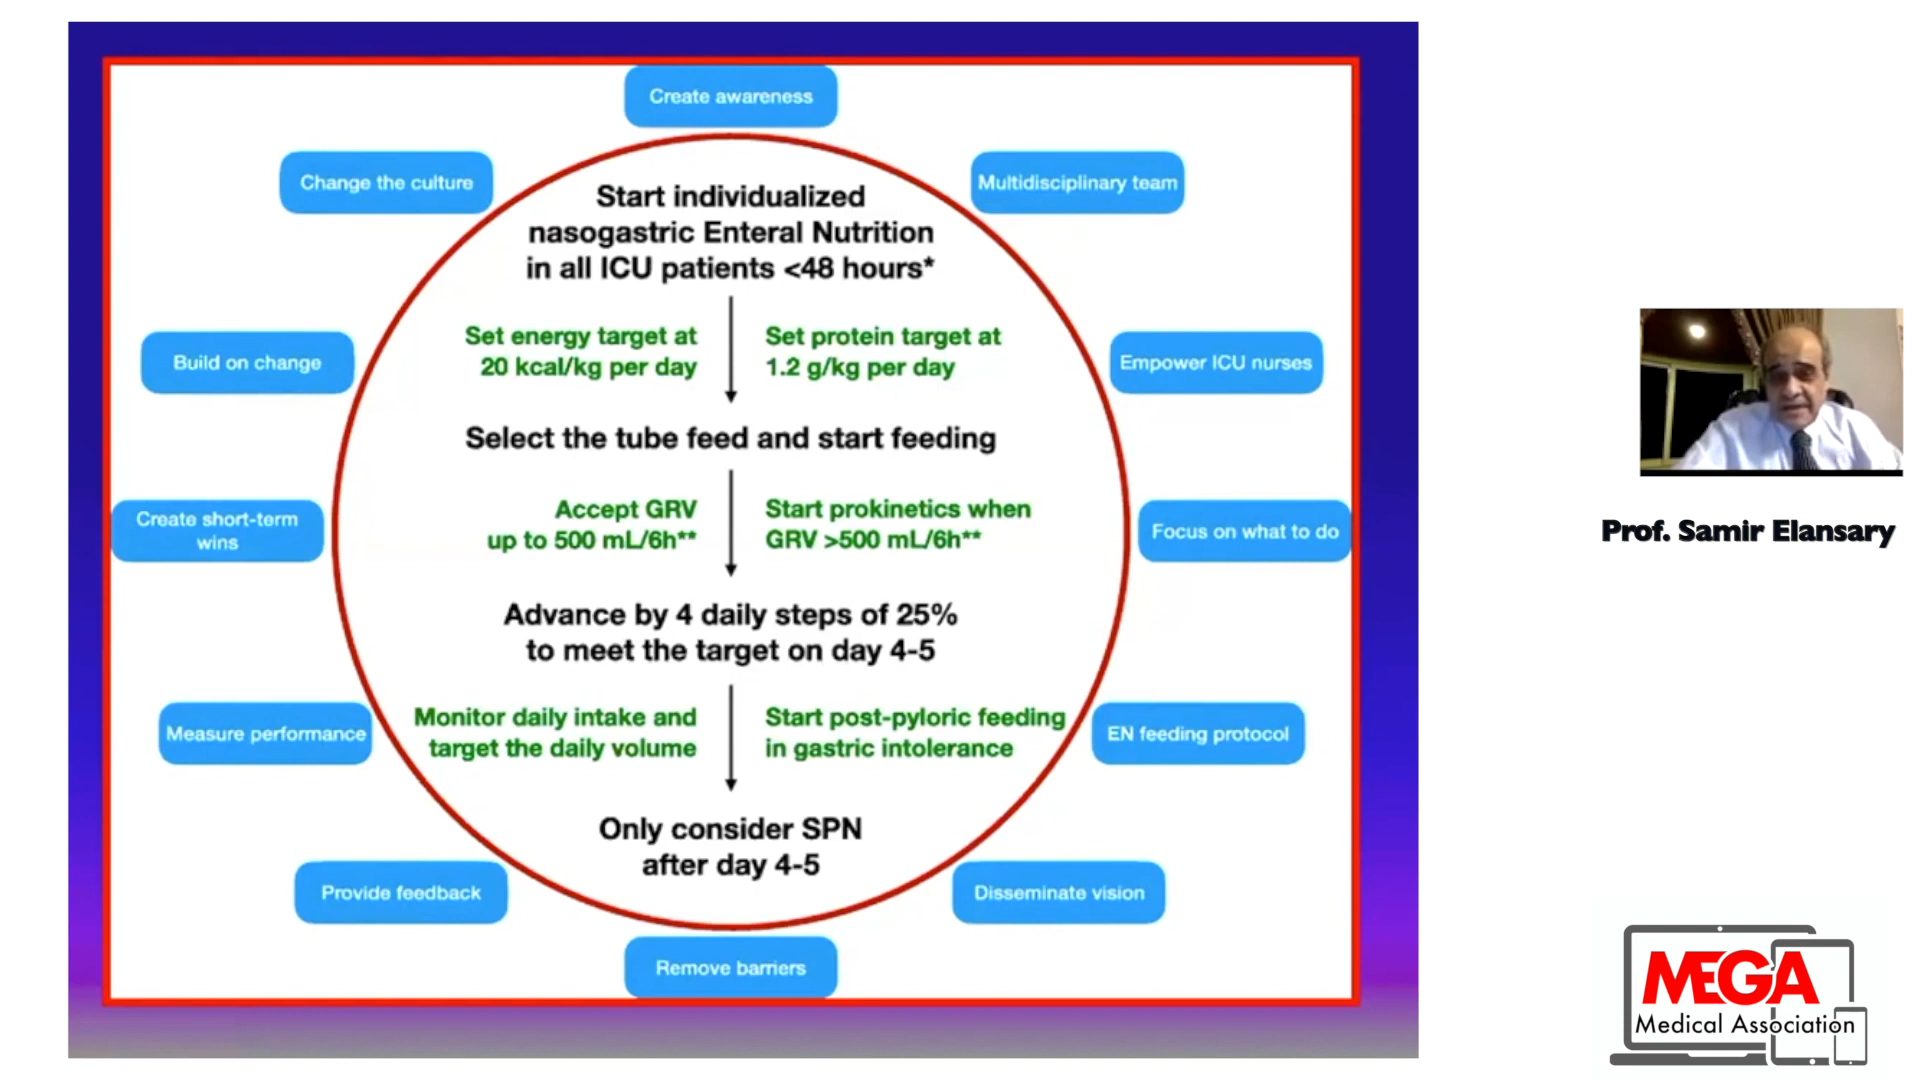 Create awareness
Change the culture
Multidisciplinary team
Start individualized
nasogastric Enteral Nutrition
in all ICU patients <48 hours*
Set energy target at
20 kcal/kg per day
Set protein target at
1.2 g/kg per day
Build on change
Empower ICU nurses
Select the tube feed and start feeding
Accept GRV
up to 500 mL/6h**
Start prokinetics when
GRV >500 mL/6h**
Create short-term
wins
Focus on what to do
Advance by 4 daily steps of 25%
to meet the target on day 4-5
Monitor daily intake and
target the daily volume
Start post-pyloric feeding
in gastric intolerance
Measure performance
EN feeding protocol
Only consider SPN
after day 4-5
Provide feedback
Disseminate vision
Remove barriers
Prof. Samir Elansary
MEGA
Medical Association